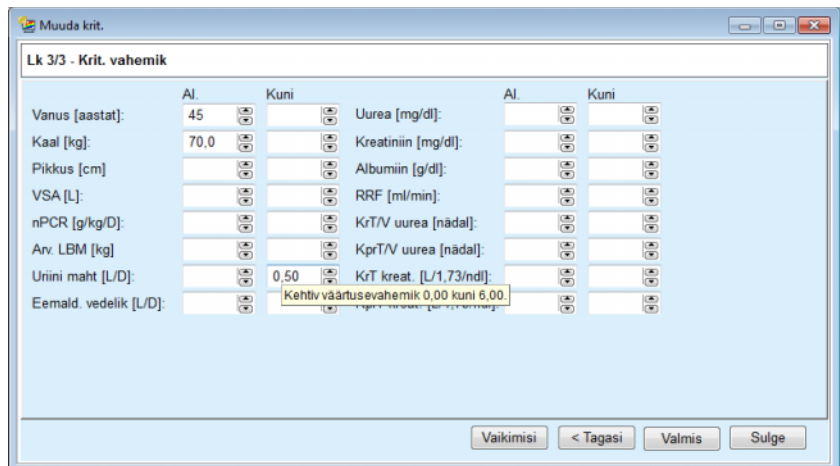 Muuda krit.
Lk 3/3 - Krit. vahemik
Al. Kuni Al. Kuni
Vanus [aastat]: 45 Uurea [mg/dl]:
Kaal [kg]: 70,0 Kreatiniin [mg/dl]:
Pikkus [cm] Albumiin [g/dl]:
VSA [L]: RRF [ml/min]:
nPCR [g/kg/D]: KrT/V uurea [nädal]:
Arv. LBM [kg] KprT/V uurea [nädal]:
Uriini maht [L/D]: 0,50 KrT kreat. [L/1,73/ndl]:
Eemald. vedelik [L/D]:
Kehtiv väärtusevahemik 0,00 kuni 6,00.
Vaikimisi < Tagasi Valmis Sulge